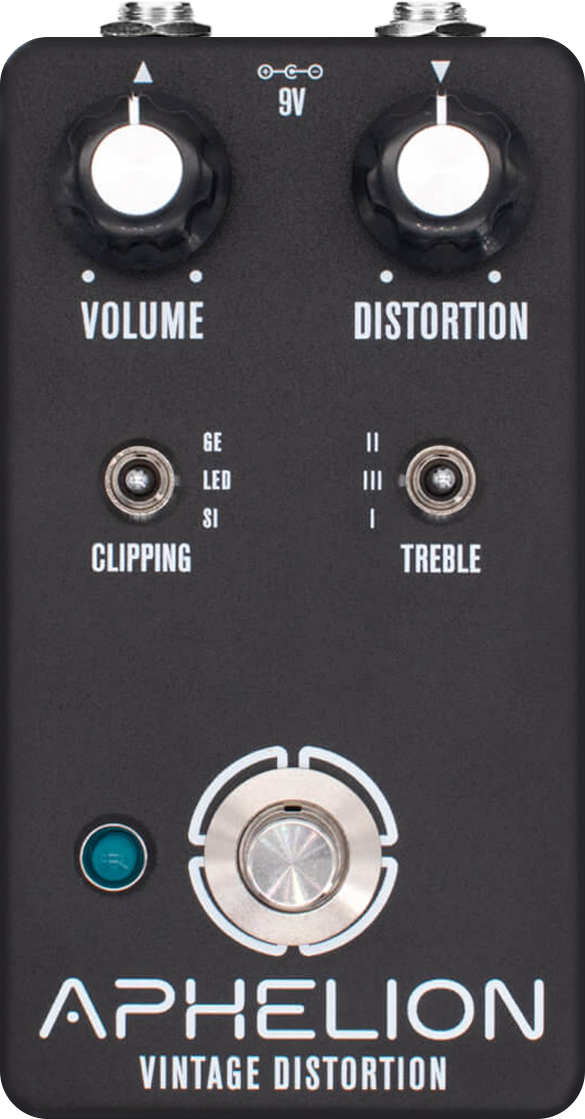 9V
VOLUME
DISTORTION
GE
LED
SI
CLIPPING
II
III
I
TREBLE
APHELION
VINTAGE DISTORTION